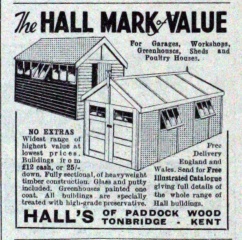 The HALL MARK of VALUE
For Garages, Workshops,
Greenhouses, Sheds and
Poultry Houses.
NO EXTRAS
Widest range of
highest value at
lowest prices.
Buildings from
£12 cash, or 25/-
down. Fully sectional, of heavyweight
timber construction. Glass and putty
included. Greenhouses painted one
coat. All buildings are specially
treated with high-grade preservative.
Free
Delivery
England and
Wales. Send for Free
Illustrated Catalogue
giving full details of
the whole range of
Hall buildings.
HALL'S OF PADDOCK WOOD
TONBRIDGE - KENT